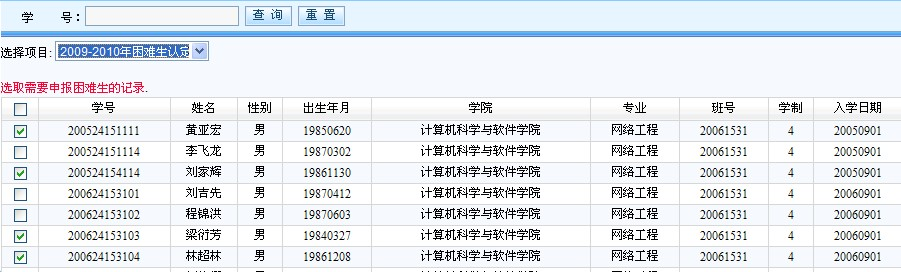 学 号: 查 询 重 置
选择项目: 2009-2010年困难生认定
选取需要申报困难生的记录.
学号 姓名 性别 出生年月 学院 专业 班号 学制 入学日期
200524151111 黄亚宏 男 19850620 计算机科学与软件学院 网络工程 20061531 4 20050901
200524151114 李飞龙 男 19870302 计算机科学与软件学院 网络工程 20061531 4 20050901
200524154114 刘家辉 男 19861130 计算机科学与软件学院 网络工程 20061531 4 20050901
200624153101 刘吉先 男 19870412 计算机科学与软件学院 网络工程 20061531 4 20060901
200624153102 程锦洪 男 19870603 计算机科学与软件学院 网络工程 20061531 4 20060901
200624153103 梁衍芳 男 19840327 计算机科学与软件学院 网络工程 20061531 4 20060901
200624153104 林超林 男 19861208 计算机科学与软件学院 网络工程 20061531 4 20060901